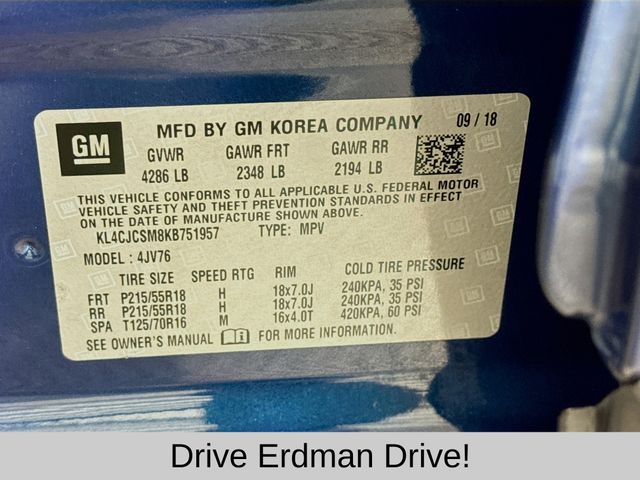 GM
MFD BY GM KOREA COMPANY 09 / 18
GVWR GAWR FRT GAWR RR
4286 LB 2348 LB 2194 LB
THIS VEHICLE CONFORMS TO ALL APPLICABLE U.S. FEDERAL MOTOR
VEHICLE SAFETY AND THEFT PREVENTION STANDARDS IN EFFECT
ON THE DATE OF MANUFACTURE SHOWN ABOVE.
KL4CJCSM8KB751957 TYPE: MPV
MODEL : 4JV76
TIRE SIZE SPEED RTG RIM COLD TIRE PRESSURE
FRT P215/55R18 H 18x7.0J 240KPA, 35 PSI
RR P215/55R18 H 18x7.0J 240KPA, 35 PSI
SPA T125/70R16 M 16x4.0T 420KPA, 60 PSI
SEE OWNER'S MANUAL FOR MORE INFORMATION.
Drive Erdman Drive!